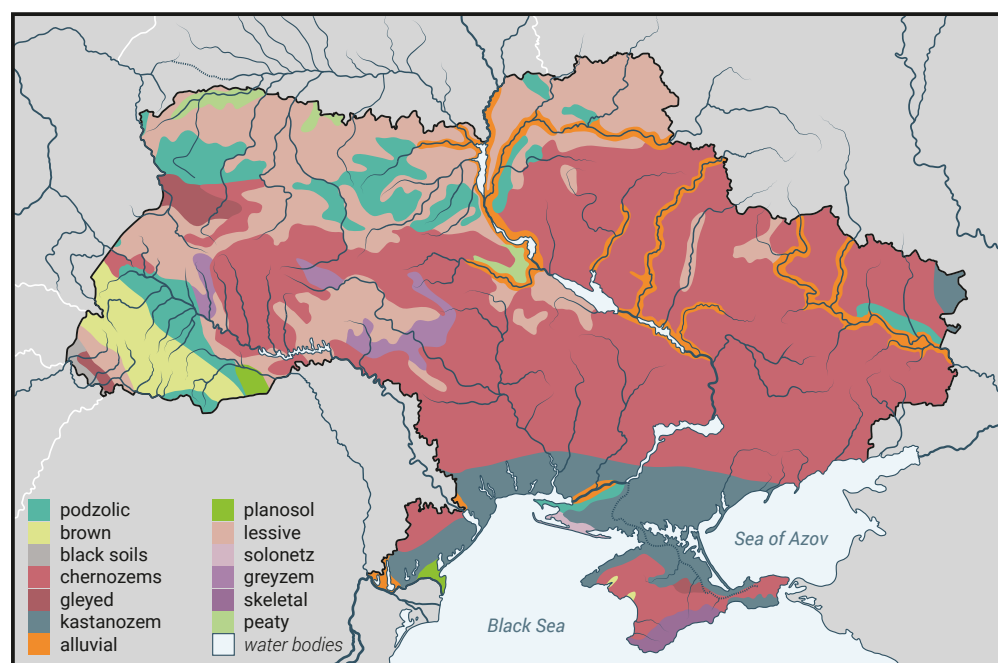 Sea of Azov
Black Sea
podzolic
brown
black soils
chernozems
gleyed
kastanozem
alluvial
planosol
lessive
solonetz
greyzem
skeletal
peaty
water bodies